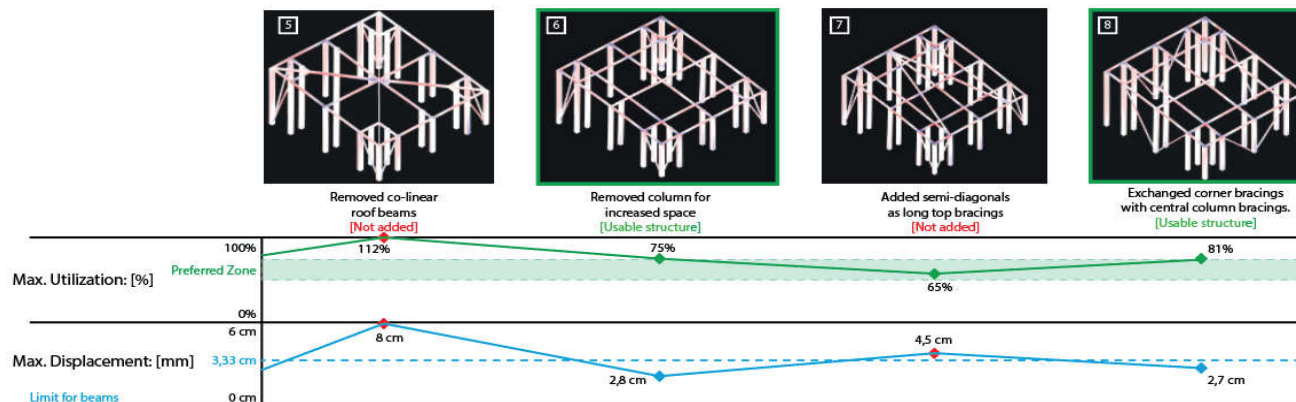 5
6
7
8
Removed co-linear
roof beams
[Not added]
Removed column for
increased space
[Usable structure]
Added semi-diagonals
as long top bracings
[Not added]
Exchanged corner bracings
with central column bracings.
[Usable structure]
Max. Utilization: [%]
100%
Preferred Zone
0%
112%
75%
65%
81%
Max. Displacement: [mm]
6 cm
3,33 cm
0 cm
Limit for beams
8 cm
2,8 cm
4,5 cm
2,7 cm